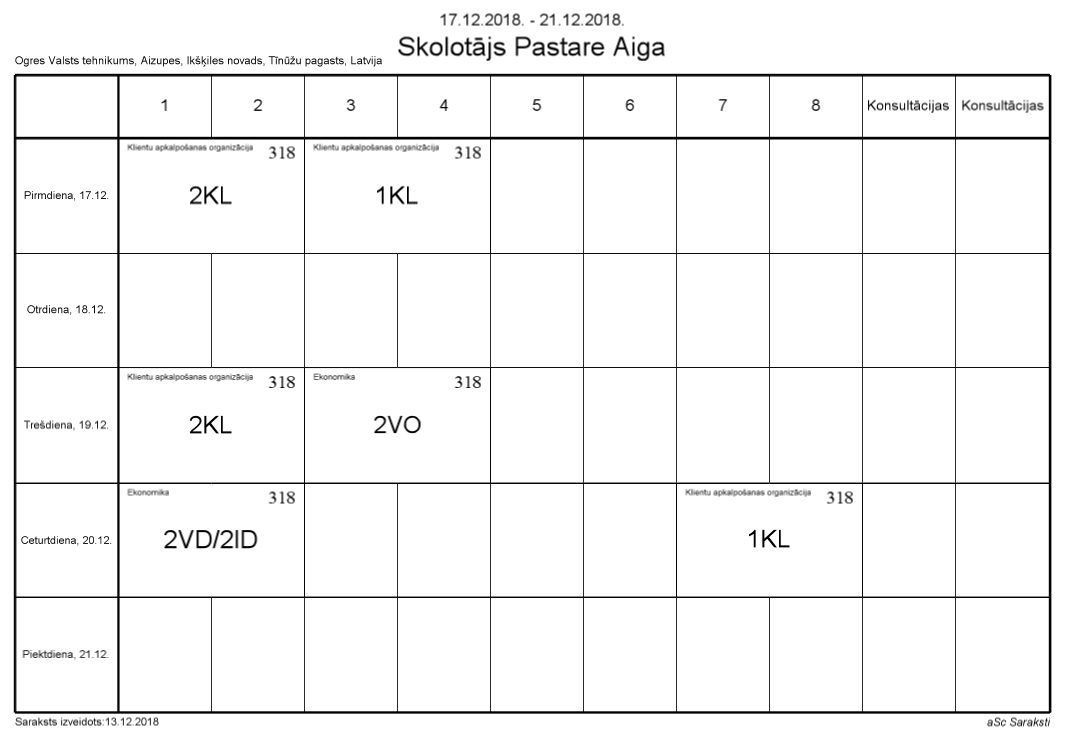 17.12.2018. - 21.12.2018.
Skolotājs Pastare Aiga
Ogres Valsts tehnikums, Aizupes, Ikšķiles novads, Tīnūžu pagasts, Latvija
1 2 3 4 5 6 7 8 Konsultācijas Konsultācijas
Klientu apkalpošanas organizācija 318 Klientu apkalpošanas organizācija 318
Pirmdiena, 17.12. 2KL 1KL
Otrdiena, 18.12.
Klientu apkalpošanas organizācija 318 Ekonomika 318
Trešdiena, 19.12. 2KL 2VO
Ekonomika 318 Klientu apkalpošanas organizācija 318
Ceturtdiena, 20.12. 2VD/2ID 1KL
Piektdiena, 21.12.
Saraksts izveidots:13.12.2018 aSc Saraksti